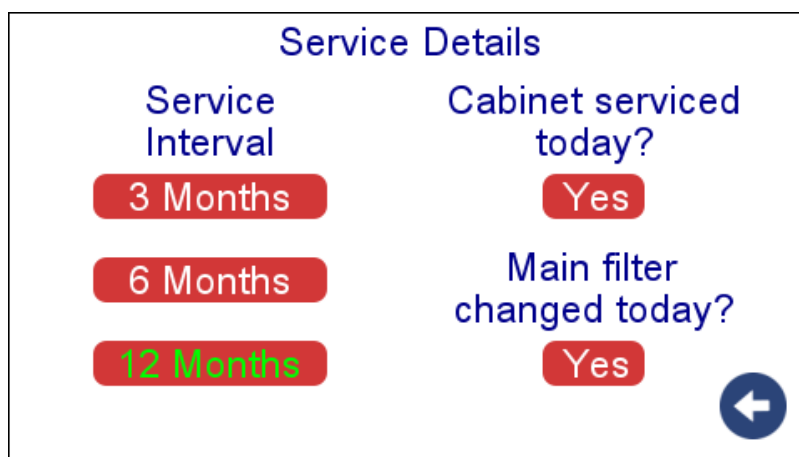 Service Details
Service
Interval
3 Months
6 Months
12 Months
Cabinet serviced
today?
Yes
Main filter
changed today?
Yes